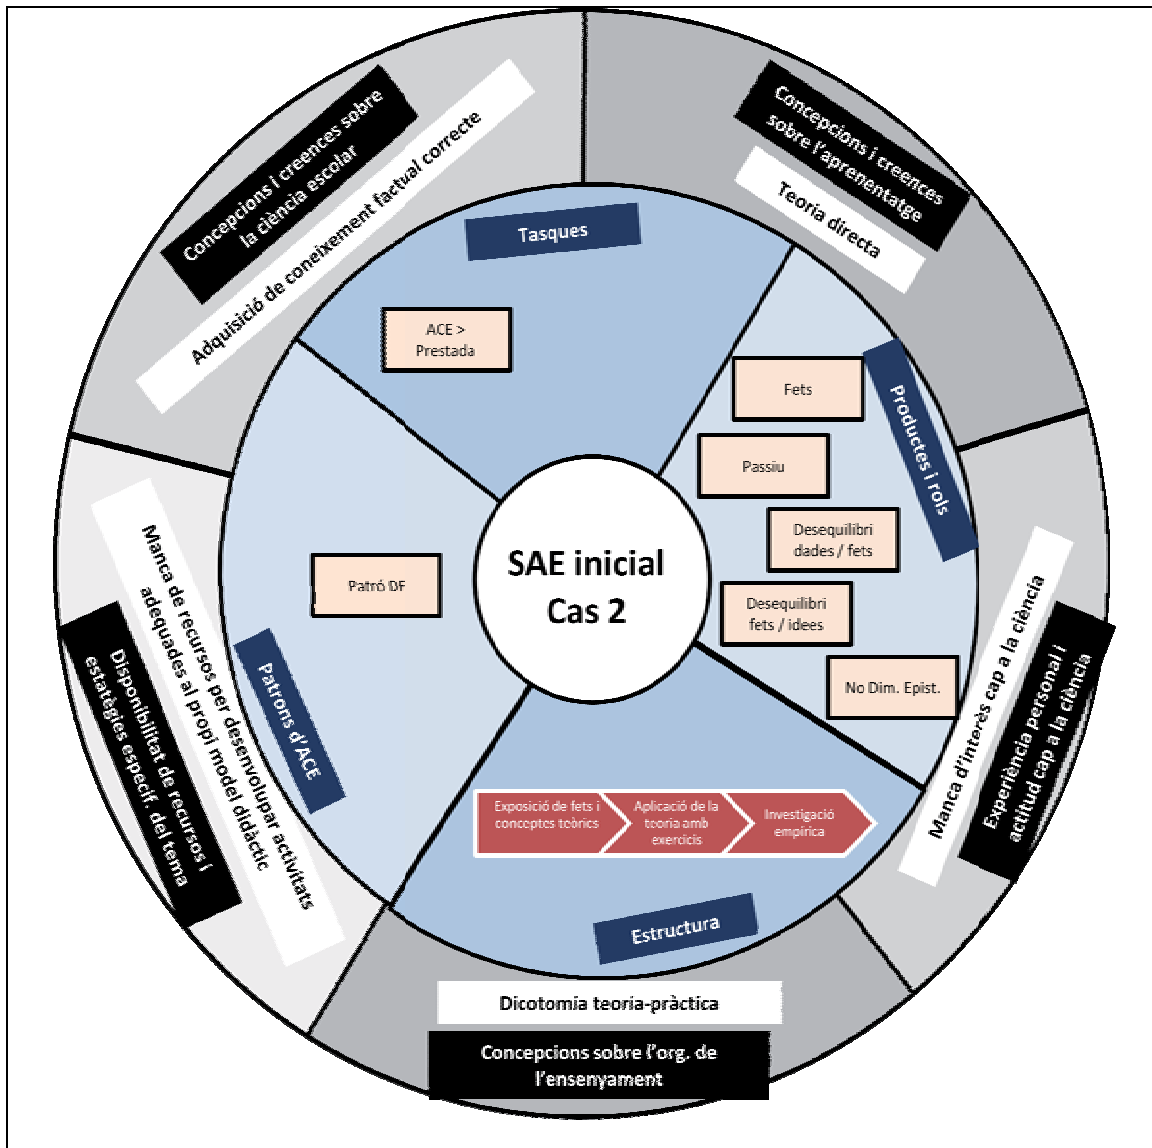 Concepcions i creences sobre
la ciència escolar
Adquisició de coneixement factual correcte
Concepcions i creences
sobre l'aprenentatge
Teoria directa
Tasques
ACE >
Prestada
Productes i rols
Fets
Passiu
Desequilibri
dades / fets
Desequilibri
fets / idees
No Dim. Epist.
SAE inicial
Cas 2
Patró DF
Patrons d'ACE
Manca de recursos per desenvolupar activitats
adequades al propi model didàctic
Disponibilitat de recursos i
estatègies específ. del tema
Manca d'interès cap a la ciència
Experiència personal i
actitud cap a la ciència
Exposició de fets i
conceptes teòrics
Aplicació de la
teoria amb
exercicis
Investigació
empírica
Estructura
Dicotomia teoria-pràctica
Concepcions sobre l'org. de
l'ensenyament